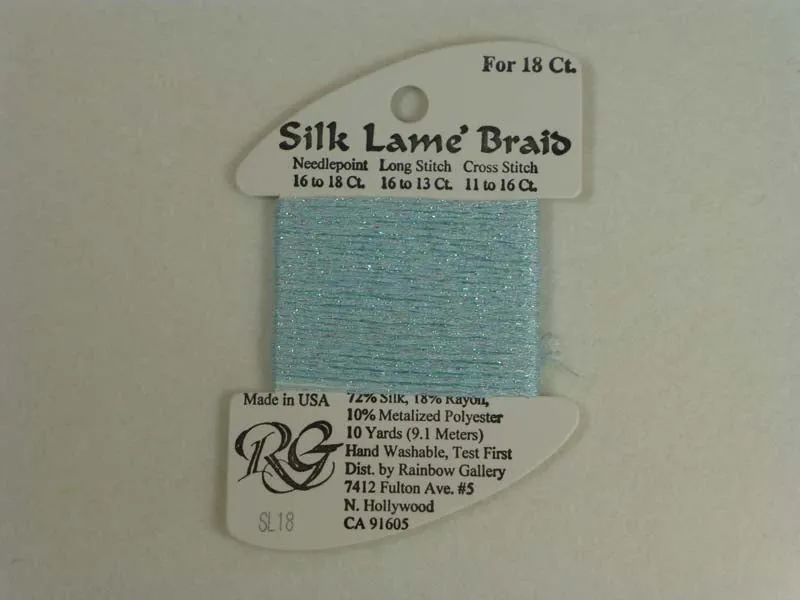 For 18 Ct.
Silk Lame' Braid
Needlepoint Long Stitch Cross Stitch
16 to 18 Ct. 16 to 13 Ct. 11 to 16 Ct.
Made in USA
72% Silk, 18% Rayon,
10% Metalized Polyester
10 Yards (9.1 Meters)
Hand Washable, Test First
Dist. by Rainbow Gallery
7412 Fulton Ave. #5
N. Hollywood
CA 91605
RG
SL18